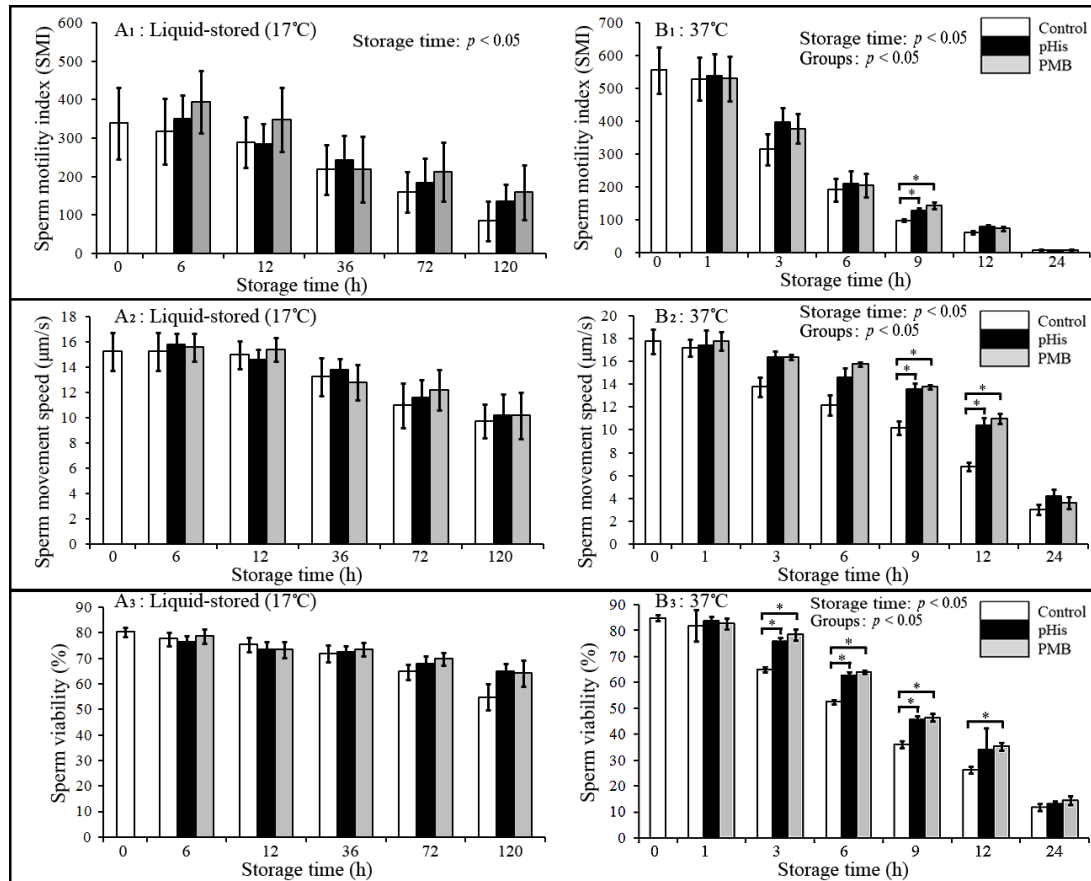 A₁ : Liquid-stored (17℃)
Storage time: p < 0.05
Sperm motility index (SMI)
600
500
400
300
200
100
0
0 6 12 36 72 120
Storage time (h)
B₁ : 37℃
Storage time: p < 0.05
Groups: p < 0.05
Control
pHis
PMB
Sperm motility index (SMI)
700
600
500
400
300
200
100
0
*
*
0 1 3 6 9 12 24
Storage time (h)
A₂ : Liquid-stored (17℃)
Sperm movement speed (μm/s)
18
16
14
12
10
8
6
4
2
0
0 6 12 36 72 120
Storage time (h)
B₂ : 37℃
Storage time: p < 0.05
Groups: p < 0.05
Control
pHis
PMB
Sperm movement speed (μm/s)
20
18
16
14
12
10
8
6
4
2
0
*
*
*
*
0 1 3 6 9 12 24
Storage time (h)
A₃ : Liquid-stored (17℃)
Sperm viability (%)
90
80
70
60
50
40
30
20
10
0
0 6 12 36 72 120
Storage time (h)
B₃ : 37℃
Storage time: p < 0.05
Groups: p < 0.05
Control
pHis
PMB
Sperm viability (%)
90
80
70
60
50
40
30
20
10
0
*
*
*
*
*
*
*
0 1 3 6 9 12 24
Storage time (h)